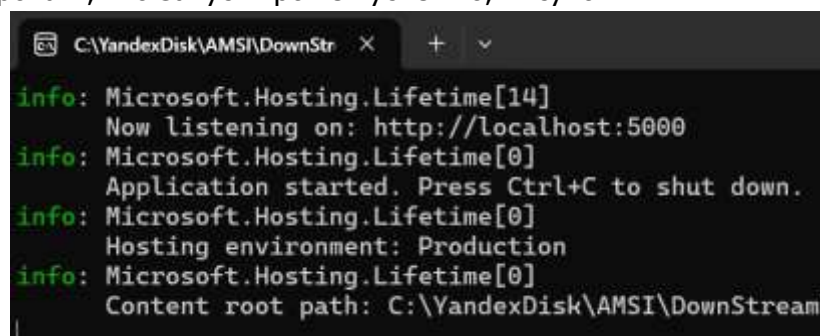 C:\YandexDisk\AMSI\DownStr
info: Microsoft.Hosting.Lifetime[14]
Now listening on: http://localhost:5000
info: Microsoft.Hosting.Lifetime[0]
Application started. Press Ctrl+C to shut down.
info: Microsoft.Hosting.Lifetime[0]
Hosting environment: Production
info: Microsoft.Hosting.Lifetime[0]
Content root path: C:\YandexDisk\AMSI\DownStream